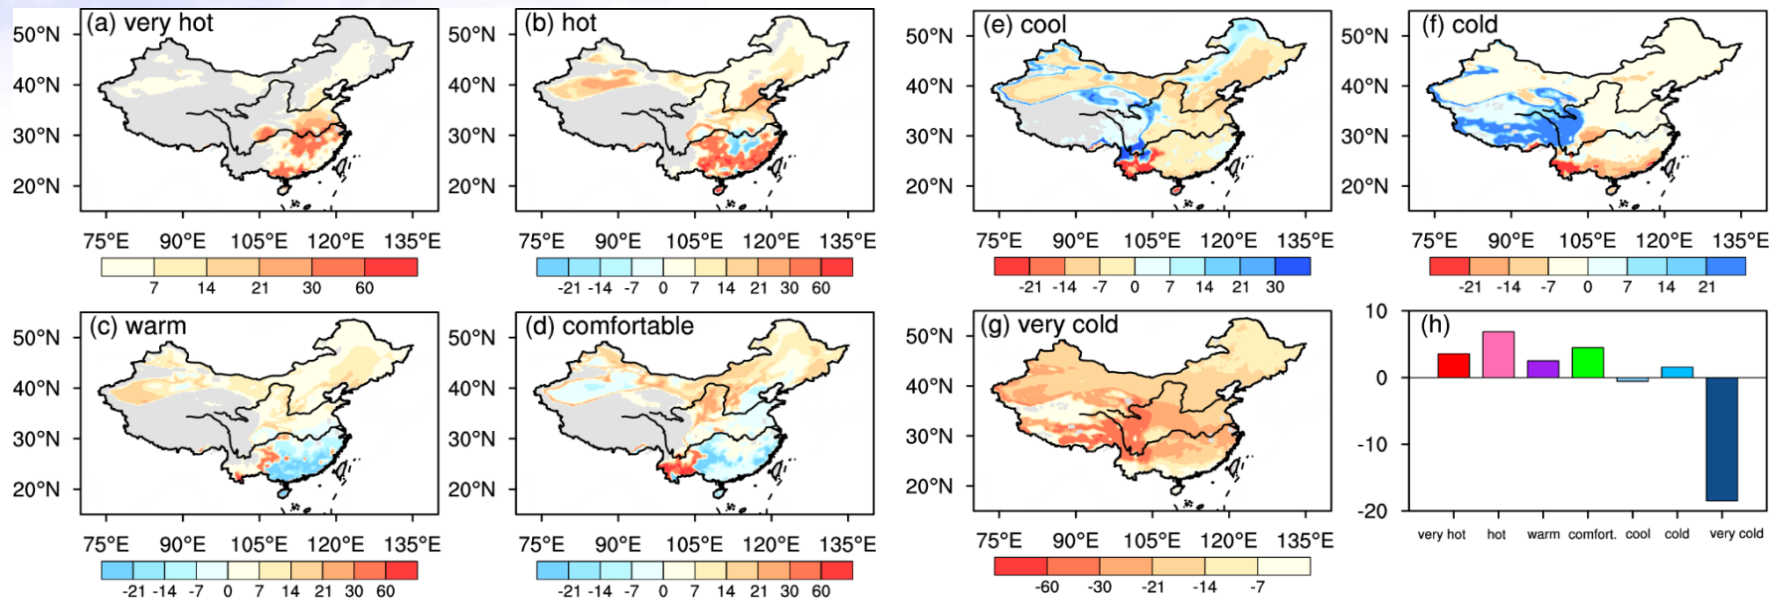 (a) very hot
50°N
40°N
30°N
20°N
75°E 90°E 105°E 120°E 135°E
7 14 21 30 60
(b) hot
50°N
40°N
30°N
20°N
75°E 90°E 105°E 120°E 135°E
-21 -14 -7 0 7 14 21 30 60
(e) cool
50°N
40°N
30°N
20°N
75°E 90°E 105°E 120°E 135°E
-21 -14 -7 0 7 14 21 30
(f) cold
50°N
40°N
30°N
20°N
75°E 90°E 105°E 120°E 135°E
-21 -14 -7 0 7 14 21
(c) warm
50°N
40°N
30°N
20°N
75°E 90°E 105°E 120°E 135°E
-21 -14 -7 0 7 14 21 30 60
(d) comfortable
50°N
40°N
30°N
20°N
75°E 90°E 105°E 120°E 135°E
-21 -14 -7 0 7 14 21 30 60
(g) very cold
50°N
40°N
30°N
20°N
75°E 90°E 105°E 120°E 135°E
-60 -30 -21 -14 -7
(h)
10
0
-10
-20
very hot hot warm comfort. cool cold very cold